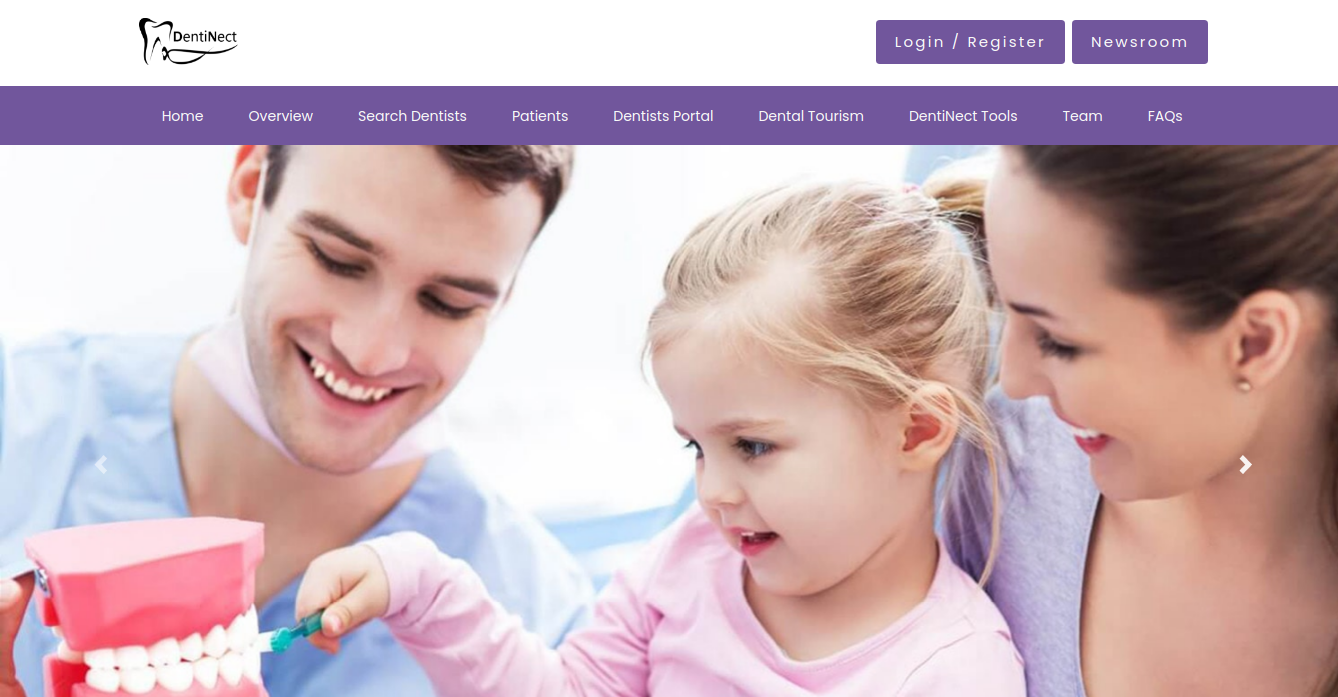 DentiNect
Login / Register
Newsroom
Home
Overview
Search Dentists
Patients
Dentists Portal
Dental Tourism
DentiNect Tools
Team
FAQs